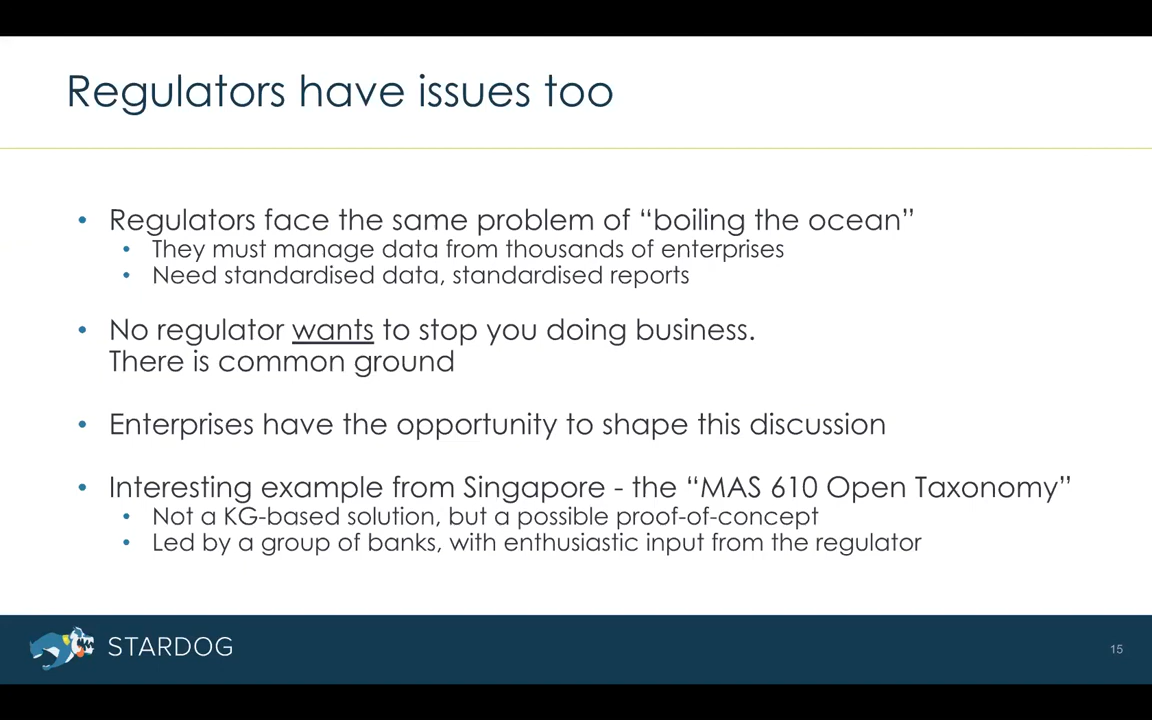 Regulators have issues too
• Regulators face the same problem of “boiling the ocean”
• They must manage data from thousands of enterprises
• Need standardised data, standardised reports
• No regulator wants to stop you doing business.
There is common ground
• Enterprises have the opportunity to shape this discussion
• Interesting example from Singapore - the “MAS 610 Open Taxonomy”
• Not a KG-based solution, but a possible proof-of-concept
• Led by a group of banks, with enthusiastic input from the regulator
STARDOG
15